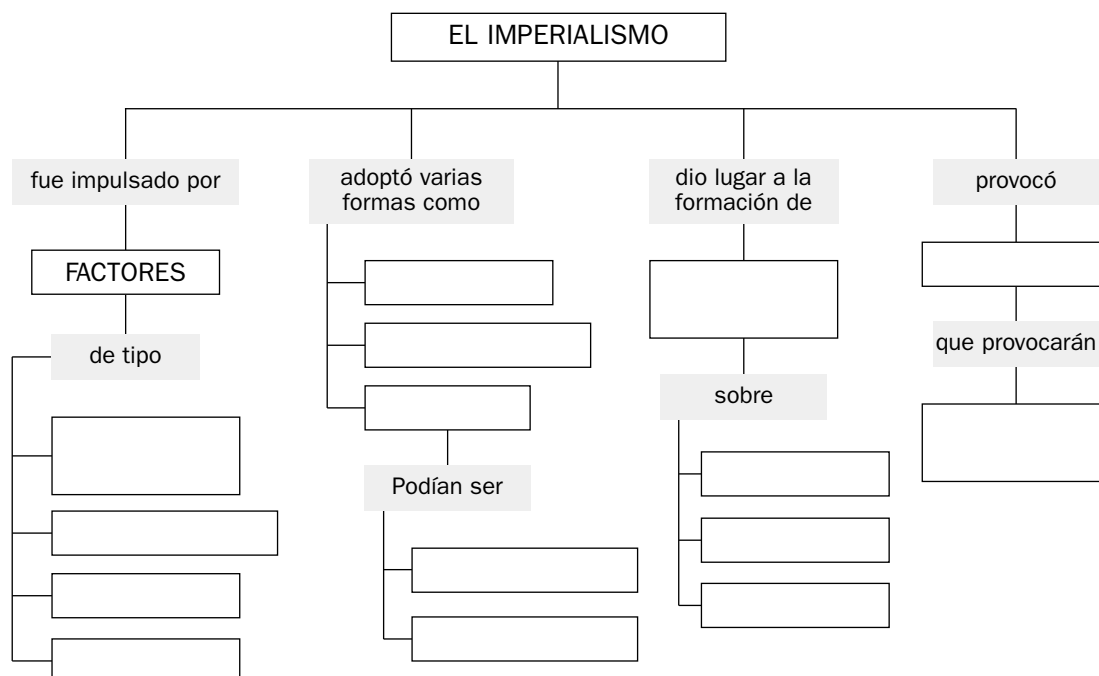 EL IMPERIALISMO
fue impulsado por
adoptó varias
formas como
dio lugar a la
formación de
provocó
FACTORES
de tipo
que provocarán
sobre
Podían ser